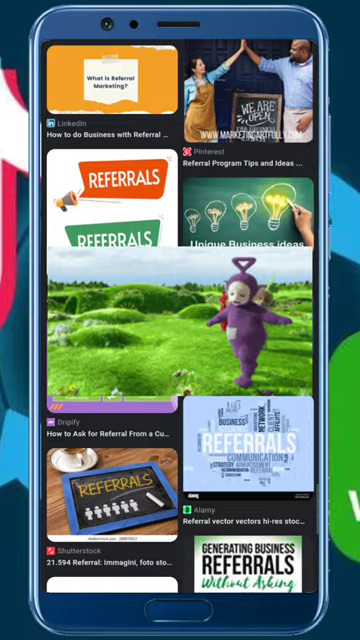 What is Referral
Marketing?
LinkedIn
How to do Business with Referral ...
WE ARE
OPEN
WWW.MARKETINGARTFULLY.COM
Pinterest
Referral Program Tips and Ideas ...
REFERRALS
REFERRALS
Unique Business ideas
Dripify
How to Ask for Referral From a Cu...
REFERRALS
Shutterstock
21.594 Referral: immagini, foto sto...
BUSINESS
NETWORK
AFFILIATE
REFERRALS
COMMUNICATION
STRATEGY ADVERTISEMENT
alamy
Alamy
Referral vector vectors hi-res stoc...
GENERATING BUSINESS
REFERRALS
Without Asking